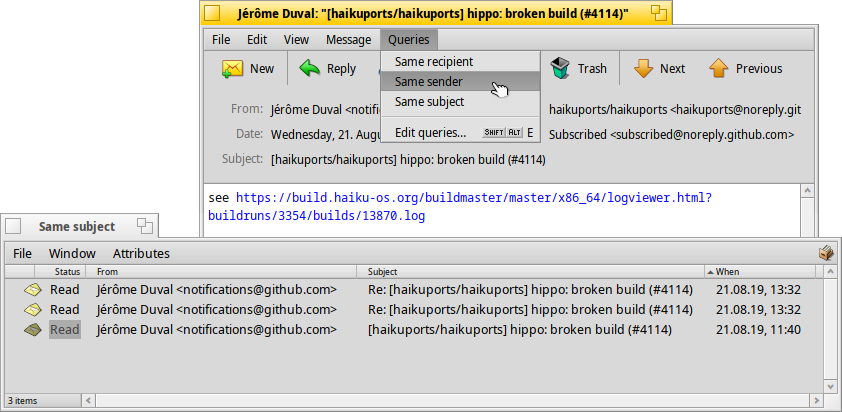 Jérôme Duval: "[haikuports/haikuports] hippo: broken build (#4114)"
File Edit View Message Queries
New Reply Trash Next Previous
Same recipient
Same sender
Same subject
Edit queries... SHIFT ALT E
From: Jérôme Duval <notific haikuports/haikuports <haikuports@noreply.git
Date: Wednesday, 21. Augu Subscribed <subscribed@noreply.github.com>
Subject: [haikuports/haikuports] hippo: broken build (#4114)
see https://build.haiku-os.org/buildmaster/master/x86_64/logviewer.html?
buildruns/3354/builds/13870.log
Same subject
File Window Attributes
Status From Subject When
Read Jérôme Duval <notifications@github.com> Re: [haikuports/haikuports] hippo: broken build (#4114) 21.08.19, 13:32
Read Jérôme Duval <notifications@github.com> Re: [haikuports/haikuports] hippo: broken build (#4114) 21.08.19, 13:32
Read Jérôme Duval <notifications@github.com> [haikuports/haikuports] hippo: broken build (#4114) 21.08.19, 11:40
3 items